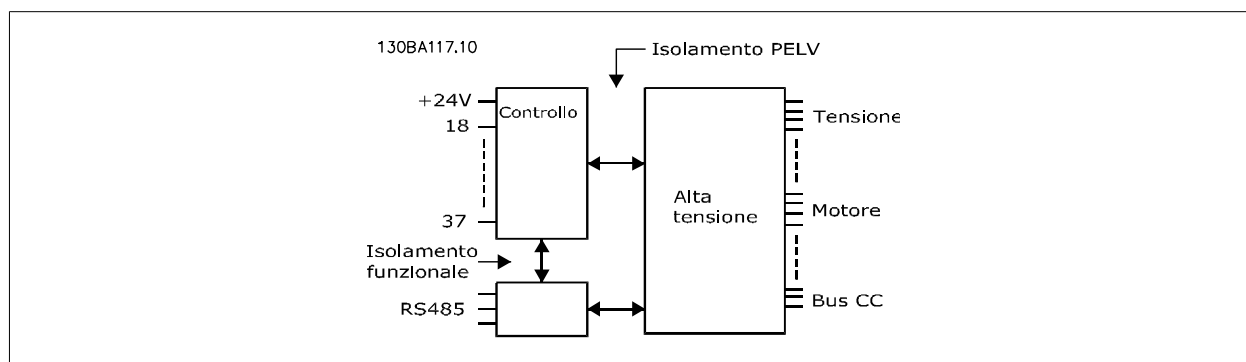 130BA117.10
Isolamento PELV
+24V
Controllo
18
37
Tensione
Alta
tensione
Motore
Isolamento
funzionale
RS485
Bus CC